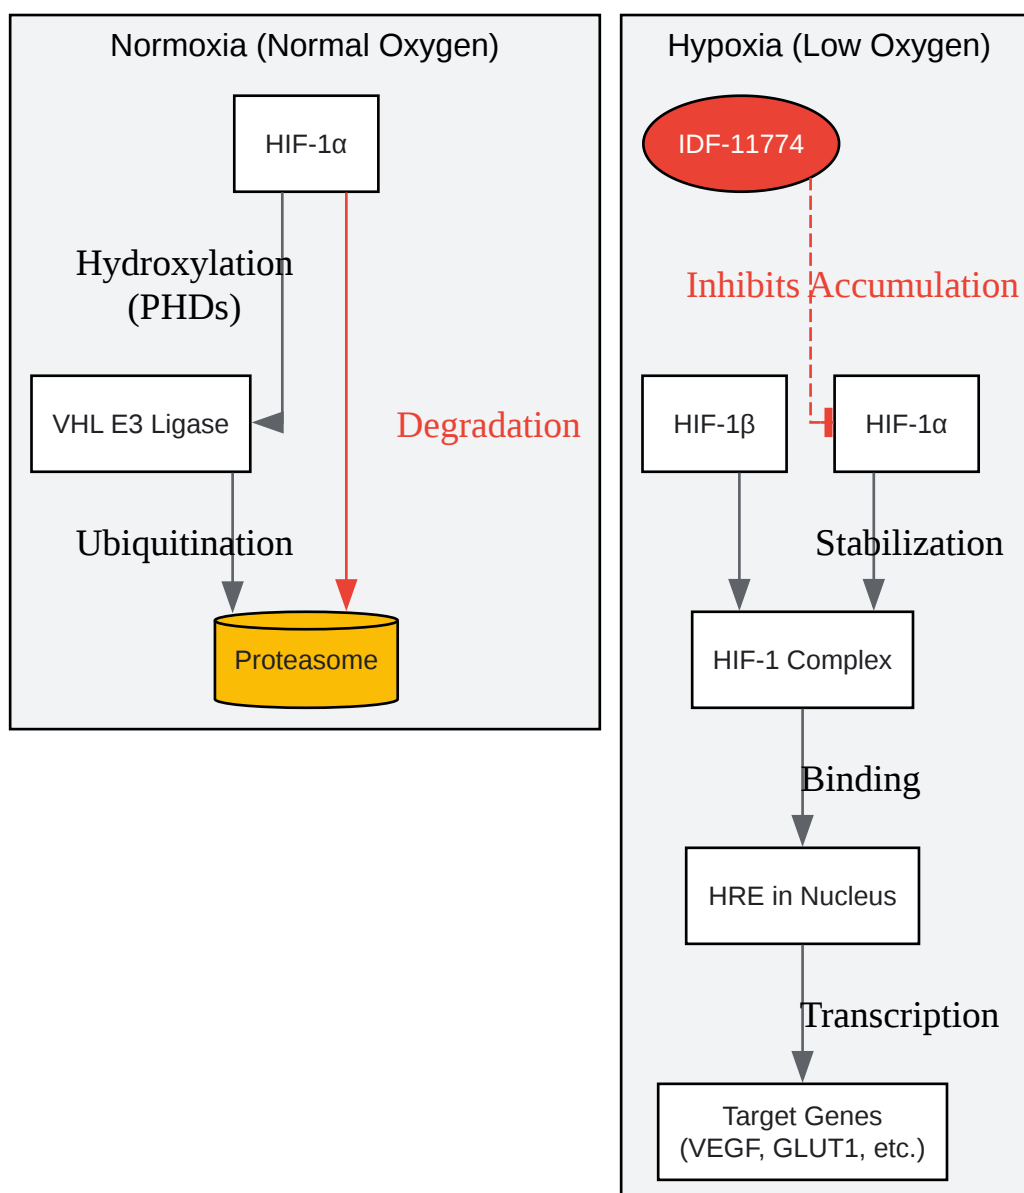 Normoxia (Normal Oxygen)
HIF-1α
Hydroxylation
(PHDs)
VHL E3 Ligase
Degradation
Ubiquitination
Proteasome
Hypoxia (Low Oxygen)
IDF-11774
Inhibits Accumulation
HIF-1β
HIF-1α
Stabilization
HIF-1 Complex
Binding
HRE in Nucleus
Transcription
Target Genes
(VEGF, GLUT1, etc.)